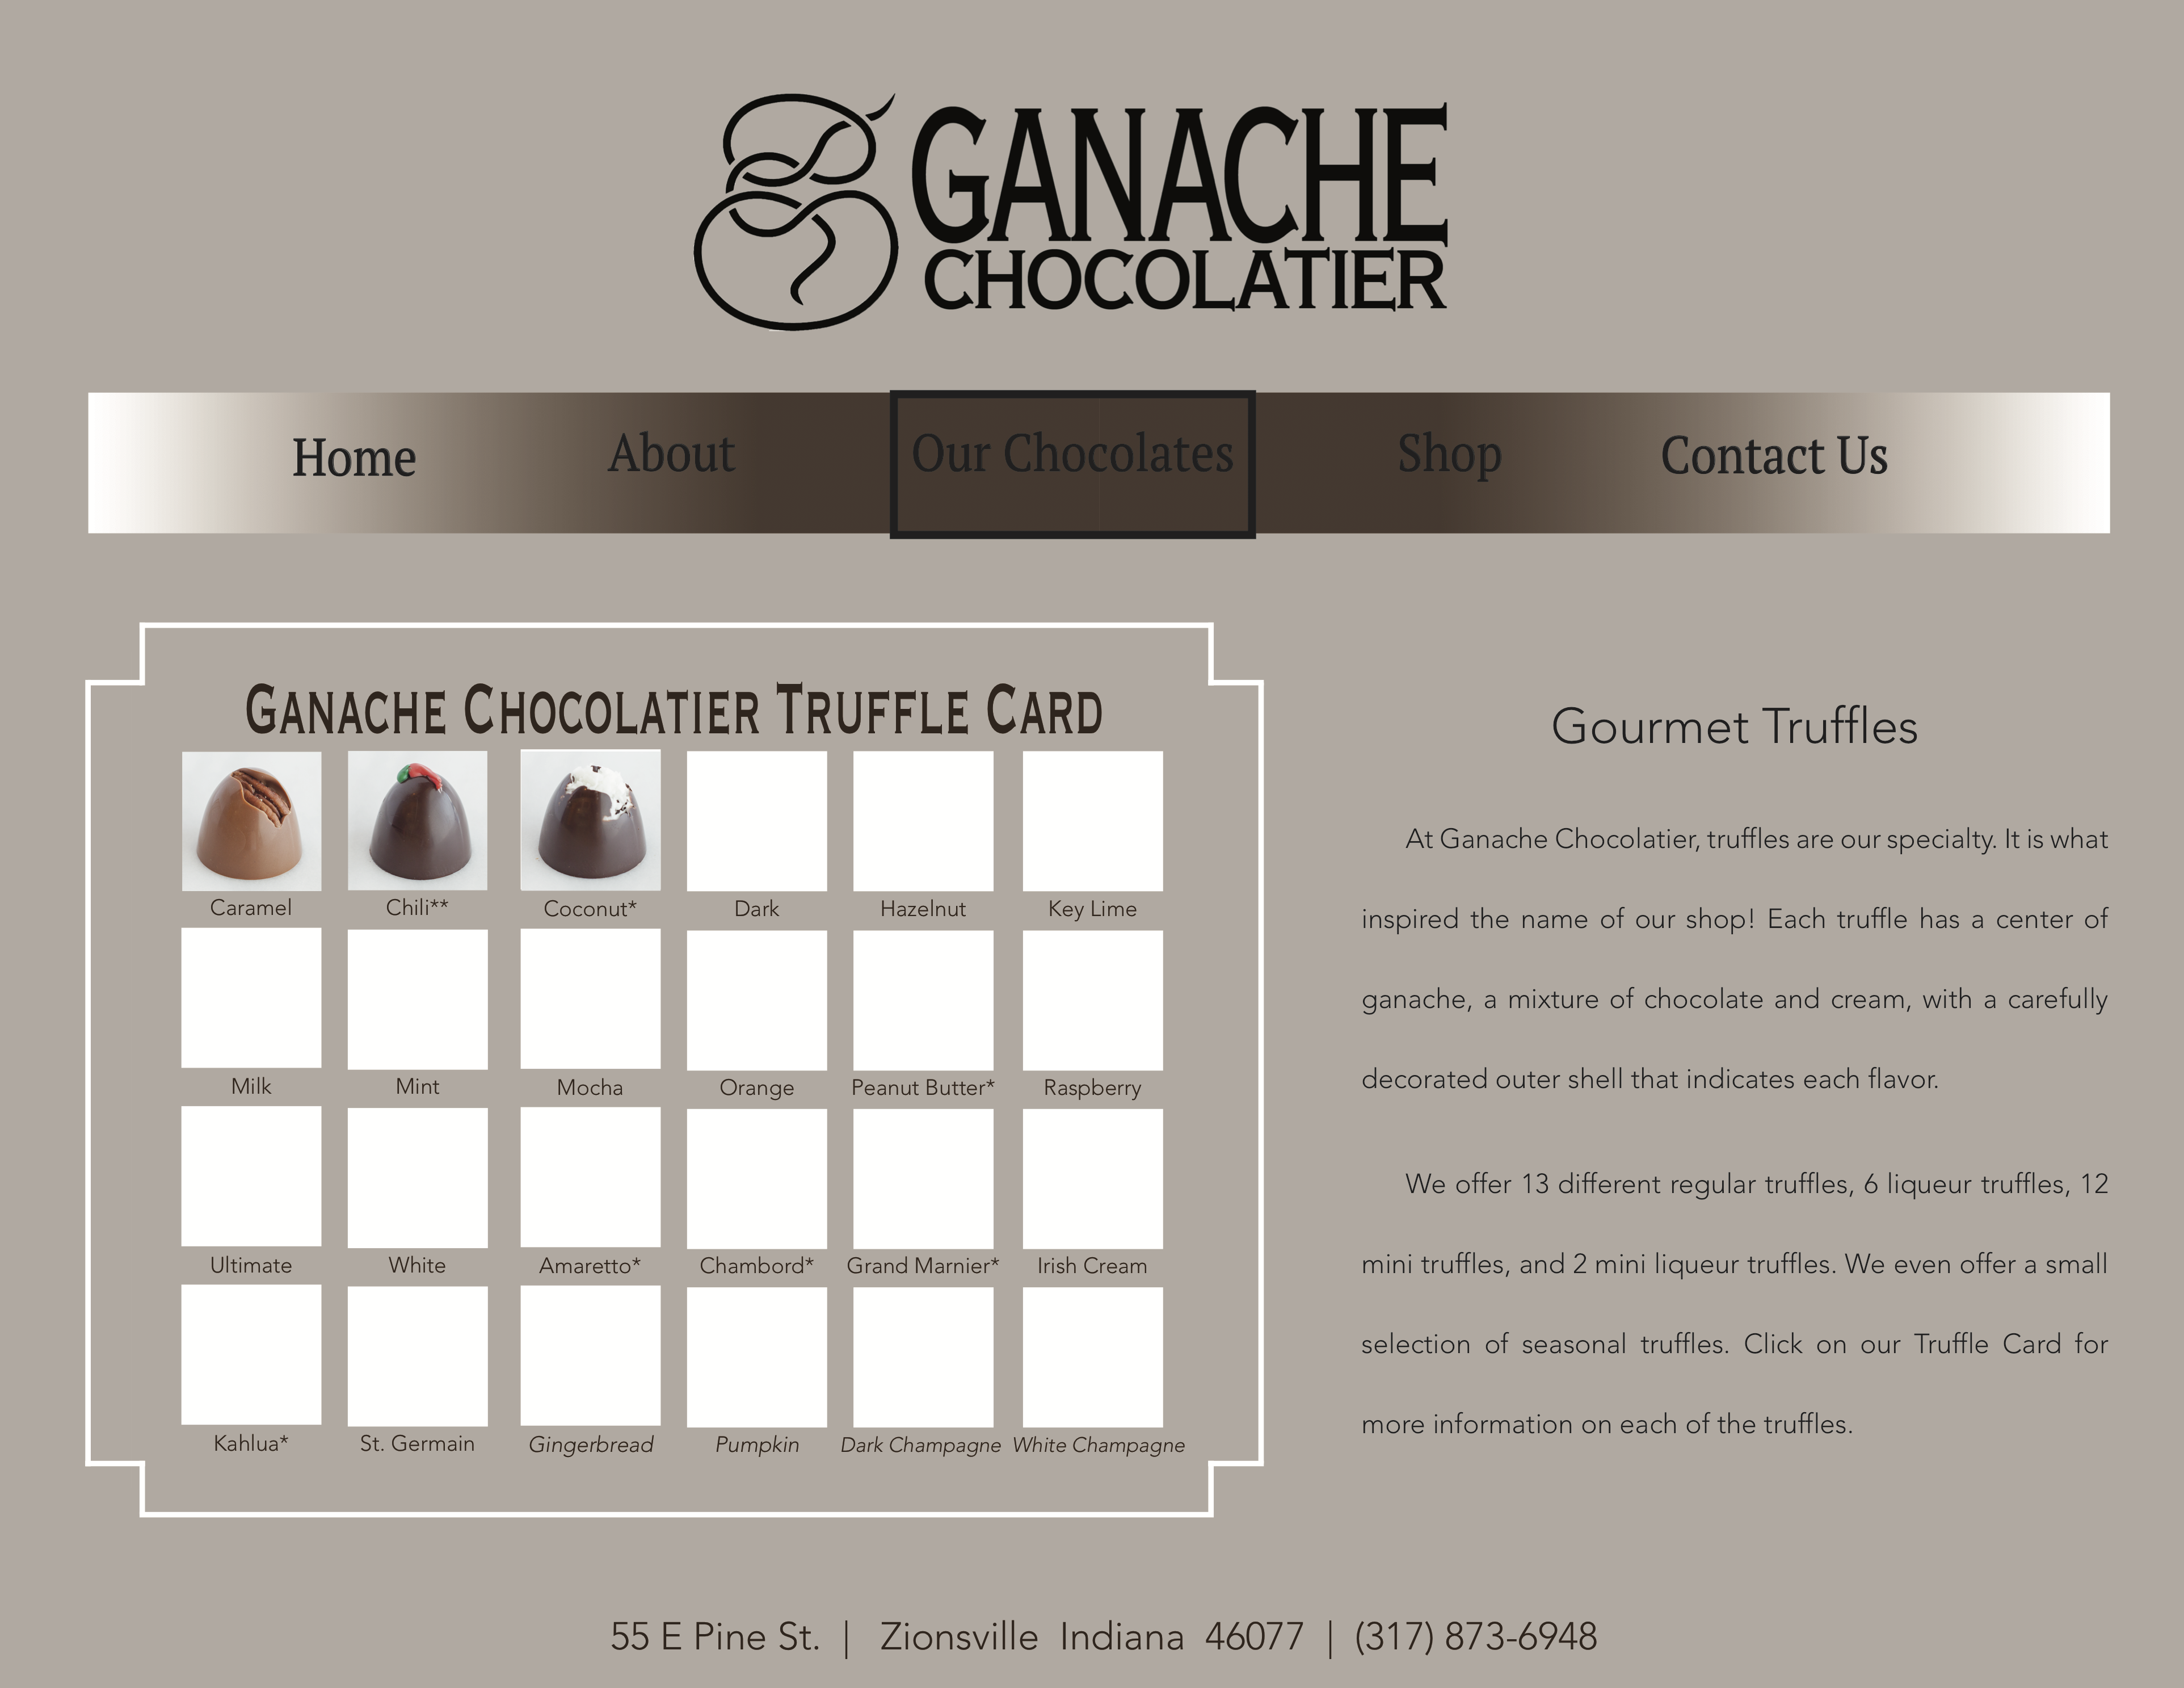 GANACHE
CHOCOLATIER
Home About Our Chocolates Shop Contact Us
GANACHE CHOCOLATIER TRUFFLE CARD
Caramel Chili** Coconut* Dark Hazelnut Key Lime
Milk Mint Mocha Orange Peanut Butter* Raspberry
Ultimate White Amaretto* Chambord* Grand Marnier* Irish Cream
Kahlua* St. Germain Gingerbread Pumpkin Dark Champagne White Champagne
Gourmet Truffles
At Ganache Chocolatier, truffles are our specialty. It is what
inspired the name of our shop! Each truffle has a center of
ganache, a mixture of chocolate and cream, with a carefully
decorated outer shell that indicates each flavor.
We offer 13 different regular truffles, 6 liqueur truffles, 12
mini truffles, and 2 mini liqueur truffles. We even offer a small
selection of seasonal truffles. Click on our Truffle Card for
more information on each of the truffles.
55 E Pine St. | Zionsville Indiana 46077 | (317) 873-6948